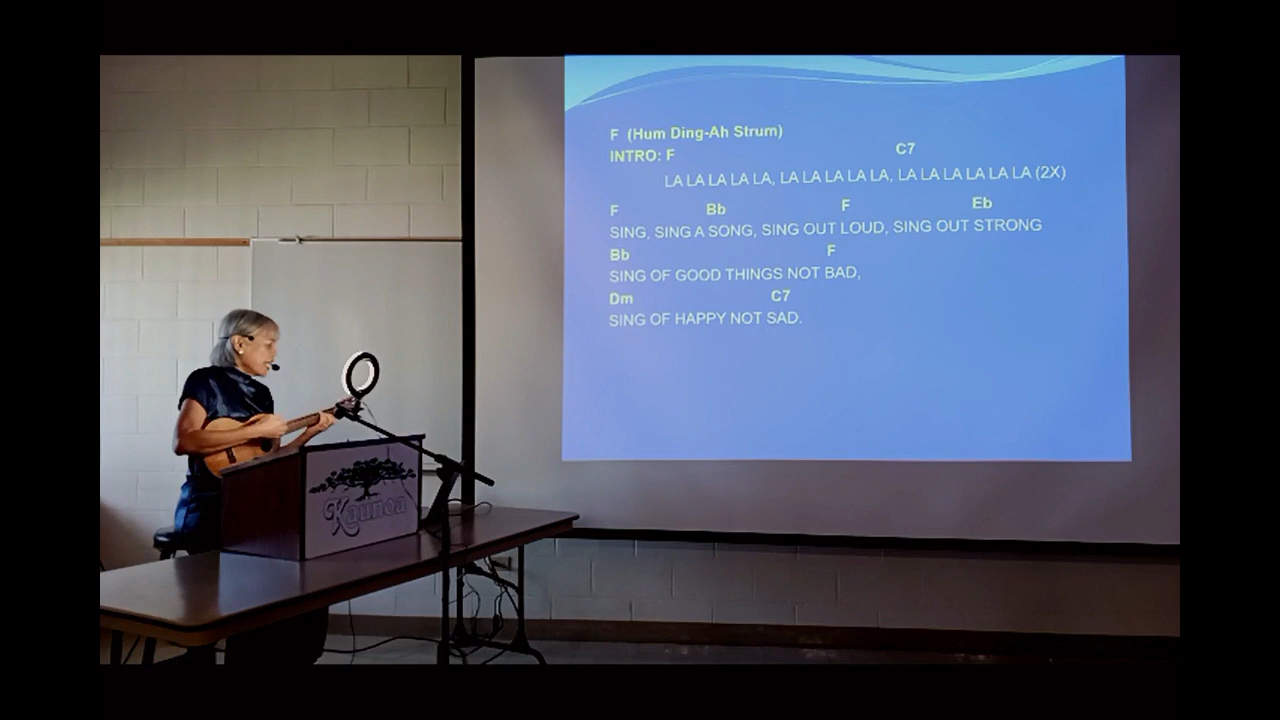 F (Hum Ding-Ah Strum)
INTRO: F C7
LA LA LA LA LA, LA LA LA LA LA, LA LA LA LA LA LA (2X)
F Bb F Eb
SING, SING A SONG, SING OUT LOUD, SING OUT STRONG
Bb F
SING OF GOOD THINGS NOT BAD,
Dm C7
SING OF HAPPY NOT SAD.
Kaunoa